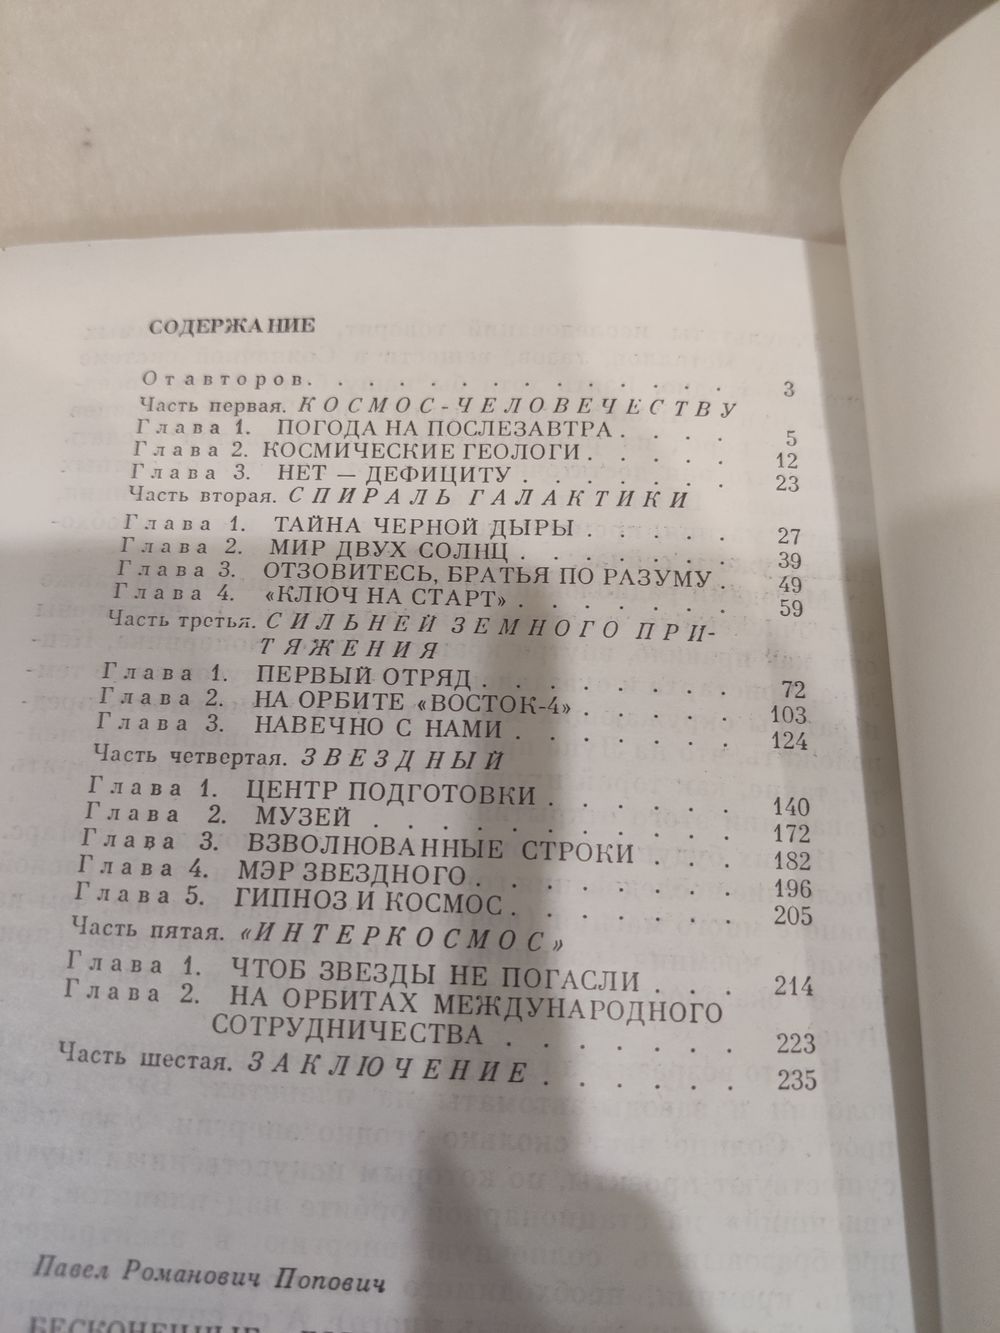 СОДЕРЖАНИЕ
От авторов. . . . . . . . . . . . . 3
Часть первая. КОСМОС-ЧЕЛОВЕЧЕСТВУ
Глава 1. ПОГОДА НА ПОСЛЕЗАВТРА . . . . 5
Глава 2. КОСМИЧЕСКИЕ ГЕОЛОГИ . . . . . 12
Глава 3. НЕТ — ДЕФИЦИТУ . . . . . . . 23
Часть вторая. СПИРАЛЬ ГАЛАКТИКИ
Глава 1. ТАЙНА ЧЕРНОЙ ДЫРЫ . . . . . 27
Глава 2. МИР ДВУХ СОЛНЦ . . . . . . . 39
Глава 3. ОТЗОВИТЕСЬ, БРАТЬЯ ПО РАЗУМУ . 49
Глава 4. «КЛЮЧ НА СТАРТ» . . . . . . . 59
Часть третья. СИЛЬНЕЙ ЗЕМНОГО ПРИ-
ТЯЖЕНИЯ
Глава 1. ПЕРВЫЙ ОТРЯД . . . . . . . . 72
Глава 2. НА ОРБИТЕ «ВОСТОК-4» . . . . . 103
Глава 3. НАВЕЧНО С НАМИ . . . . . . . 124
Часть четвертая. ЗВЕЗДНЫЙ
Глава 1. ЦЕНТР ПОДГОТОВКИ . . . . . . 140
Глава 2. МУЗЕЙ . . . . . . . . . . . 172
Глава 3. ВЗВОЛНОВАННЫЕ СТРОКИ . . . 182
Глава 4. МЭР ЗВЕЗДНОГО . . . . . . . . 196
Глава 5. ГИПНОЗ И КОСМОС . . . . . . . 205
Часть пятая. «ИНТЕРКОСМОС»
Глава 1. ЧТОБ ЗВЕЗДЫ НЕ ПОГАСЛИ . . . 214
Глава 2. НА ОРБИТАХ МЕЖДУНАРОДНОГО
СОТРУДНИЧЕСТВА . . . . . . . 223
Часть шестая. ЗАКЛЮЧЕНИЕ . . . . . . 235
Павел Романович Попович
БЕСКОНЕЧНЫЕ